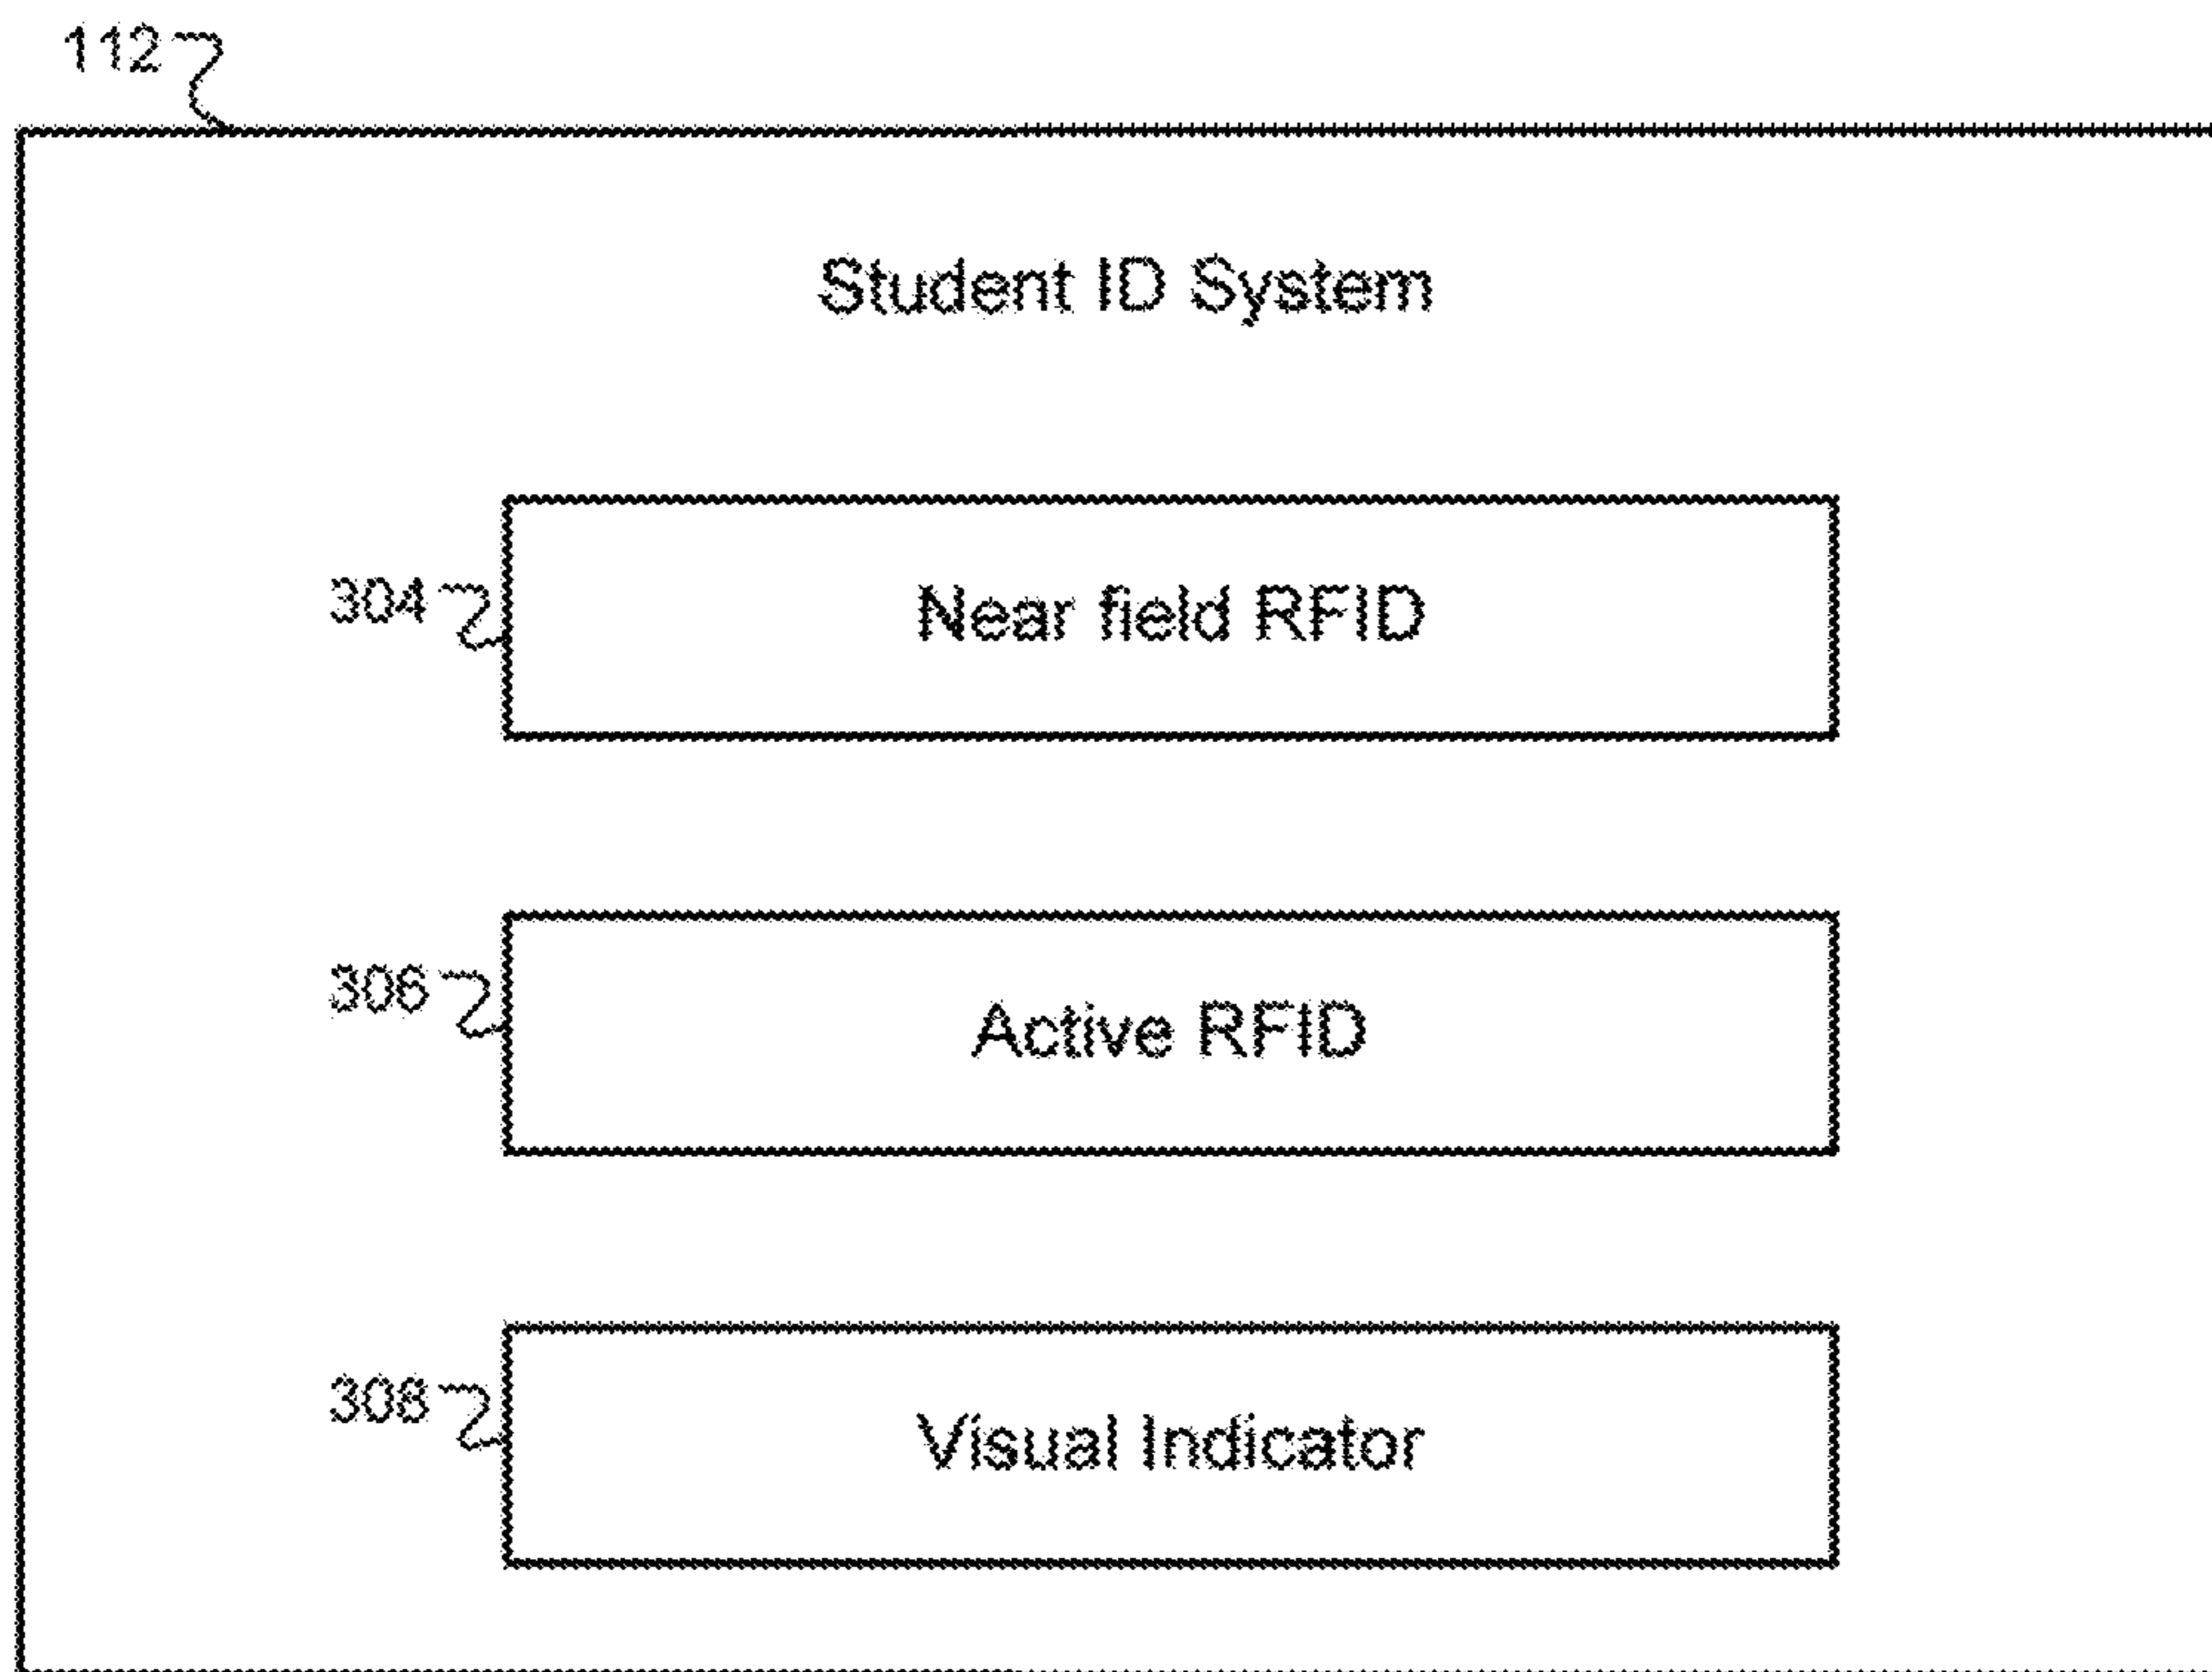 112
Student ID System
304
Near field RFID
306
Active RFID
308
Visual Indicator